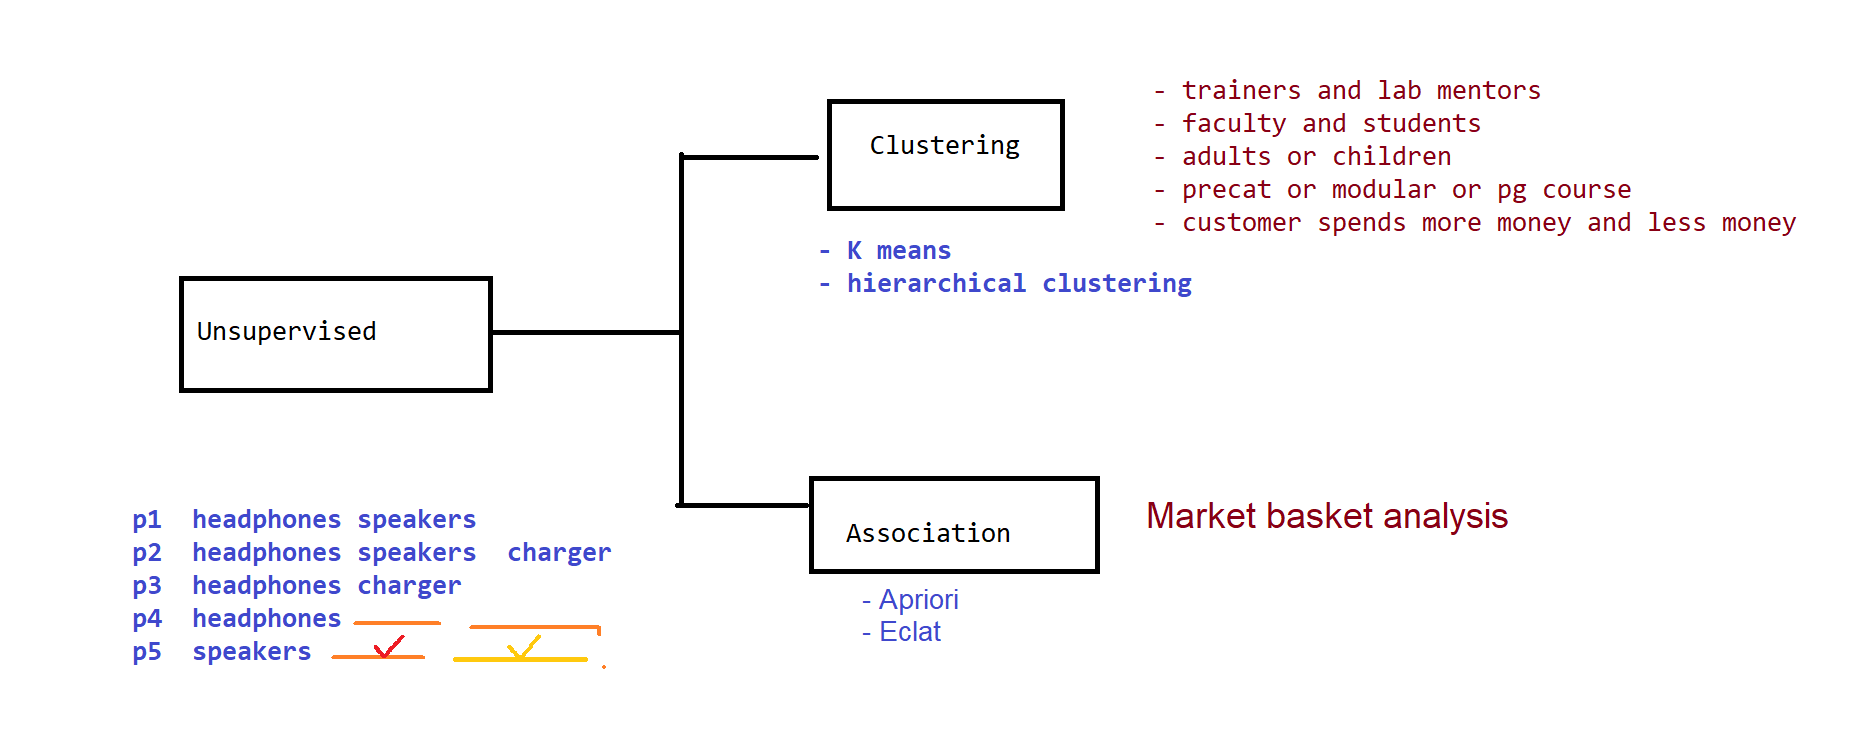 - trainers and lab mentors
- faculty and students
- adults or children
- precat or modular or pg course
- customer spends more money and less money
Clustering
- K means
- hierarchical clustering
Unsupervised
p1 headphones speakers
p2 headphones speakers charger
p3 headphones charger
p4 headphones
p5 speakers
Association
Market basket analysis
- Apriori
- Eclat